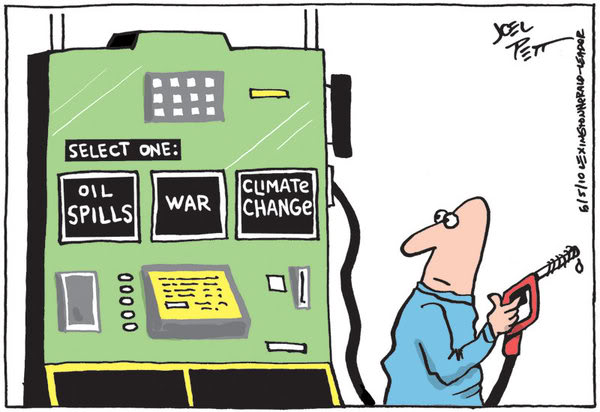 JOEL
PETT
6/5/10 LEXINGTON HERALD-LEADER
SELECT ONE:
OIL
SPILLS
WAR
CLIMATE
CHANGE